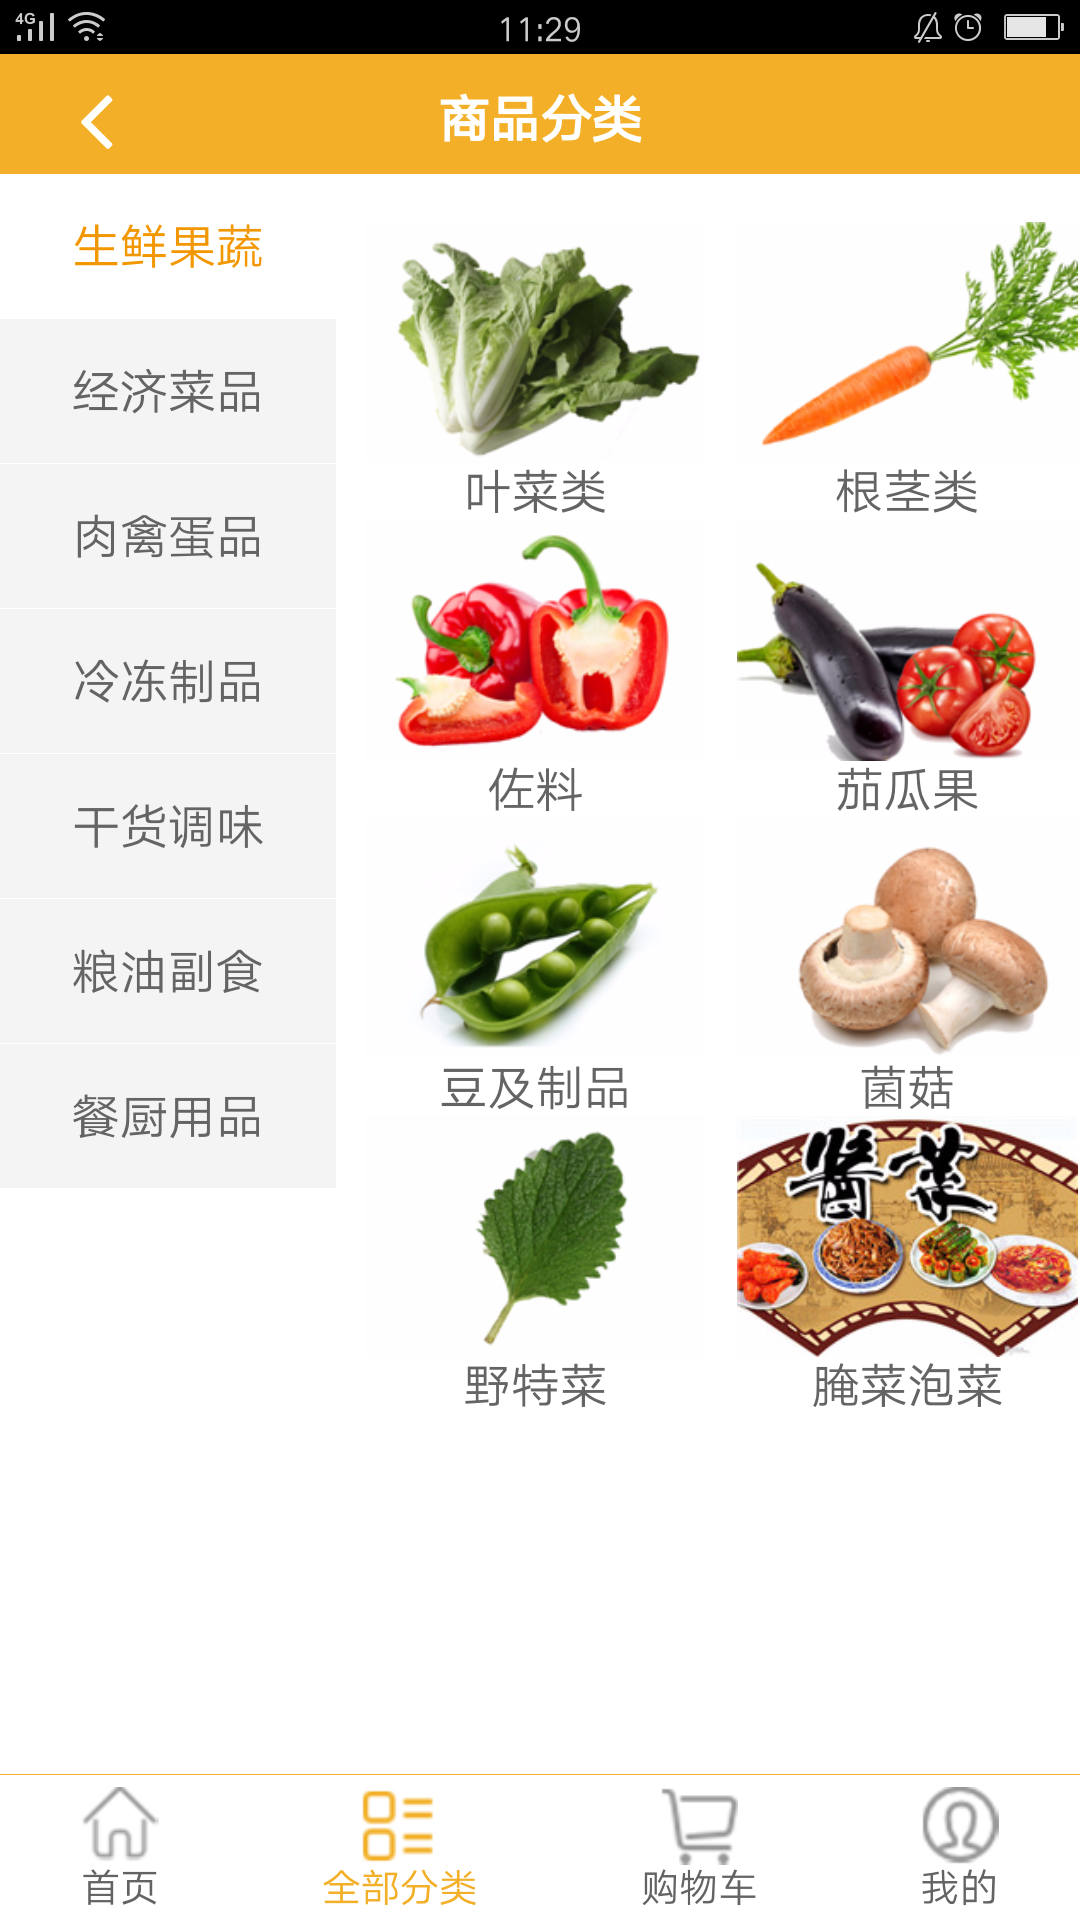 4G
11:29
商品分类
生鲜果蔬
经济菜品
肉禽蛋品
冷冻制品
干货调味
粮油副食
餐厨用品
叶菜类
根茎类
佐料
茄瓜果
豆及制品
菌菇
醬菜
野特菜
腌菜泡菜
首页
全部分类
购物车
我的